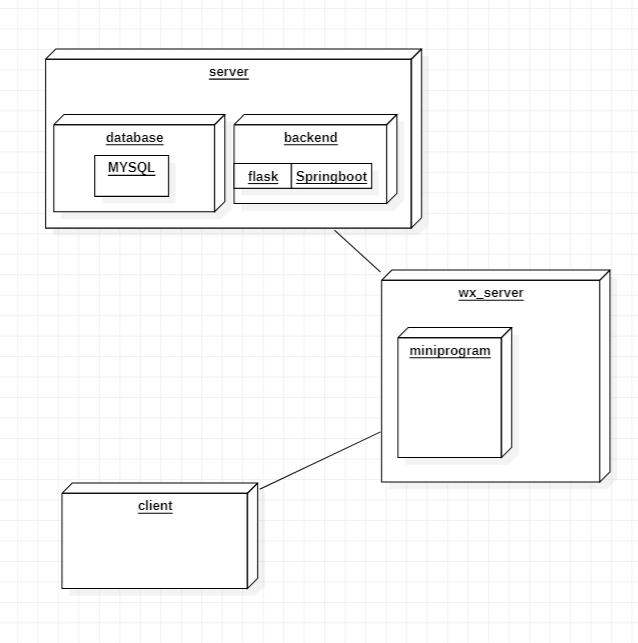 server
database
MYSQL
backend
flask
Springboot
wx_server
miniprogram
client